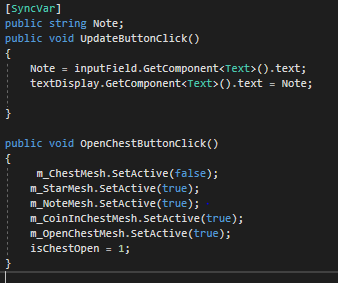 [SyncVar]
public string Note;
public void UpdateButtonClick()
{
Note = inputField.GetComponent<Text>().text;
textDisplay.GetComponent<Text>().text = Note;
}
public void OpenChestButtonClick()
{
m_ChestMesh.SetActive(false);
m_StarMesh.SetActive(true);
m_NoteMesh.SetActive(true);
m_CoinInChestMesh.SetActive(true);
m_OpenChestMesh.SetActive(true);
isChestOpen = 1;
}